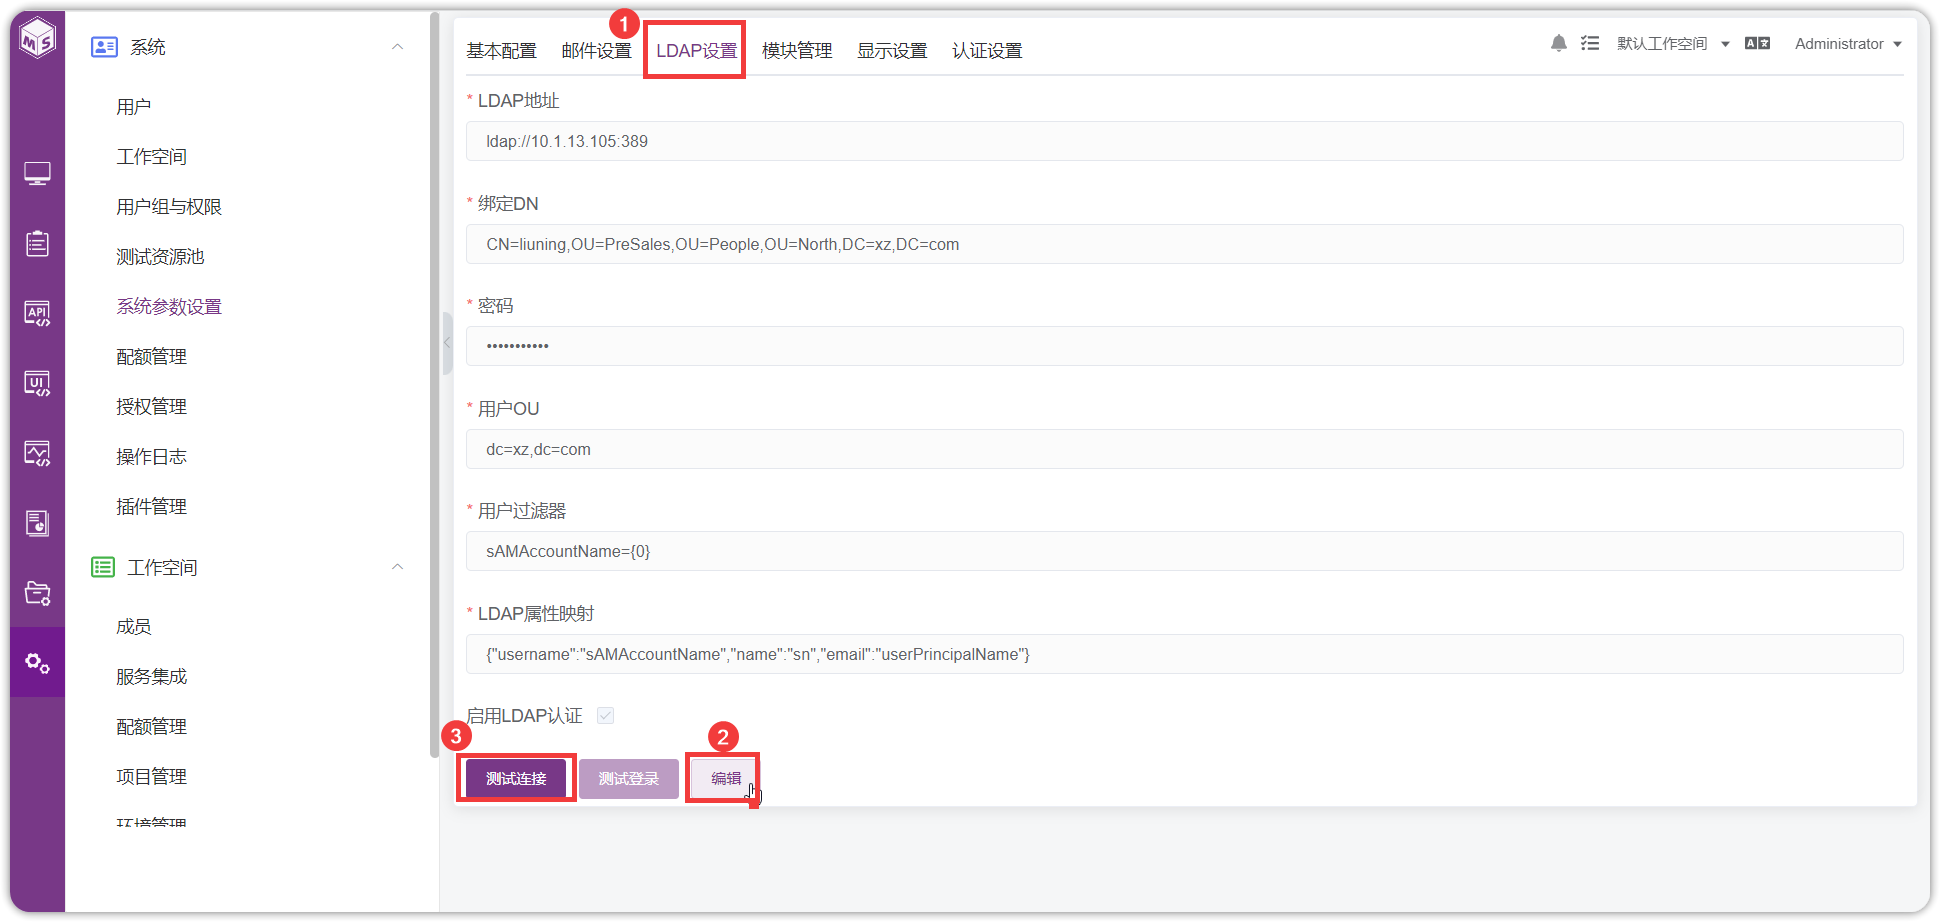 MS
系统
用户
工作空间
用户组与权限
测试资源池
系统参数设置
配额管理
授权管理
操作日志
插件管理
工作空间
成员
服务集成
配额管理
项目管理
环境管理
API
UI
1
基本配置
邮件设置
LDAP设置
模块管理
显示设置
认证设置
默认工作空间
Administrator
* LDAP地址
ldap://10.1.13.105:389
* 绑定DN
CN=liuning,OU=PreSales,OU=People,OU=North,DC=xz,DC=com
* 密码
•••••••••••
* 用户OU
dc=xz,dc=com
* 用户过滤器
sAMAccountName={0}
* LDAP属性映射
{"username":"sAMAccountName","name":"sn","email":"userPrincipalName"}
启用LDAP认证
3
2
测试连接
测试登录
编辑